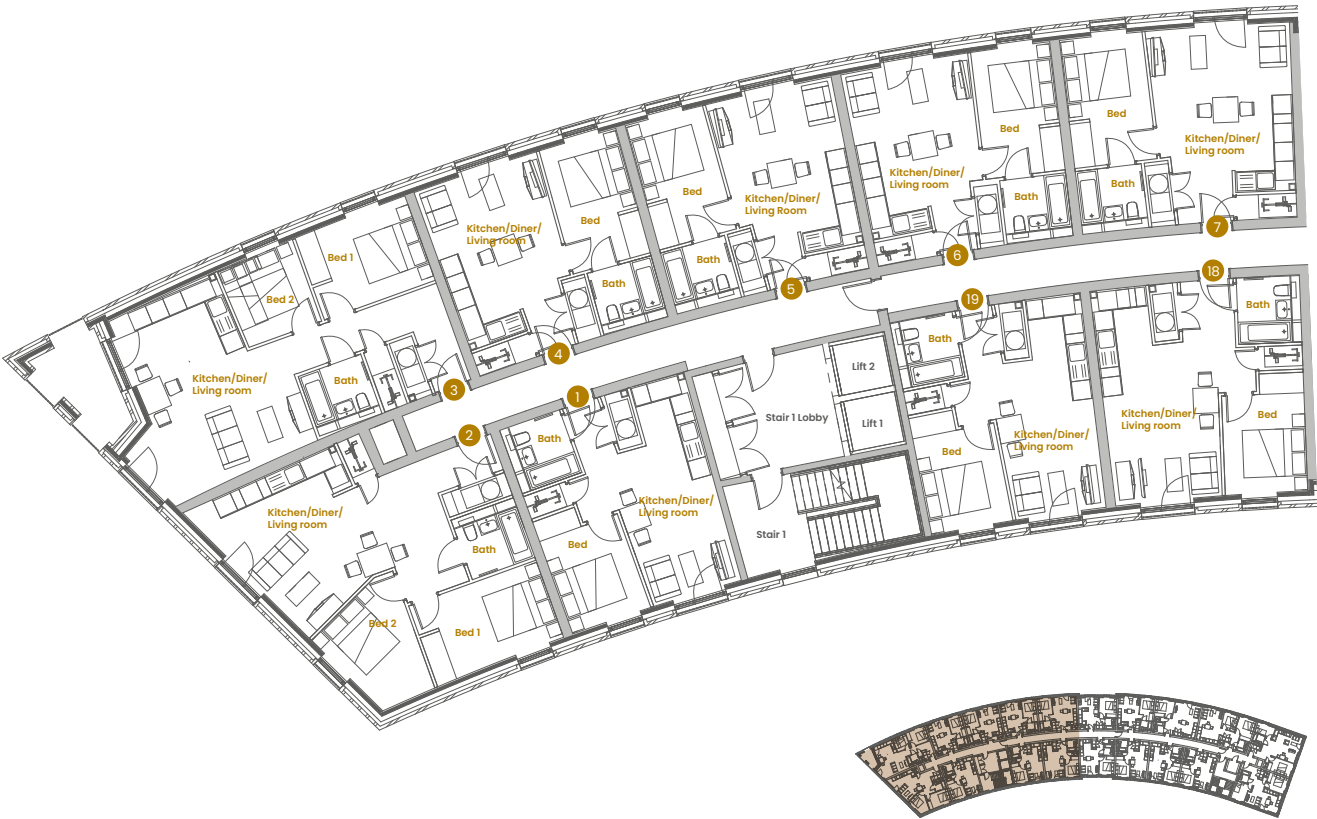 Kitchen/Diner/
Living room
Bed 2
Bed 1
Bath
3
Kitchen/Diner/
Living room
Bed
Bath
4
Bed
Kitchen/Diner/
Living Room
Bath
5
Kitchen/Diner/
Living room
Bed
Bath
6
Bed
Kitchen/Diner/
Living room
Bath
7
Kitchen/Diner/
Living room
Bath
Bed 2
Bed 1
2
1
Bath
Kitchen/Diner/
Living room
Bed
Stair 1 Lobby
Lift 2
Lift 1
Stair 1
19
Bath
Bed
Kitchen/Diner/
Living room
18
Bath
Kitchen/Diner/
Living room
Bed